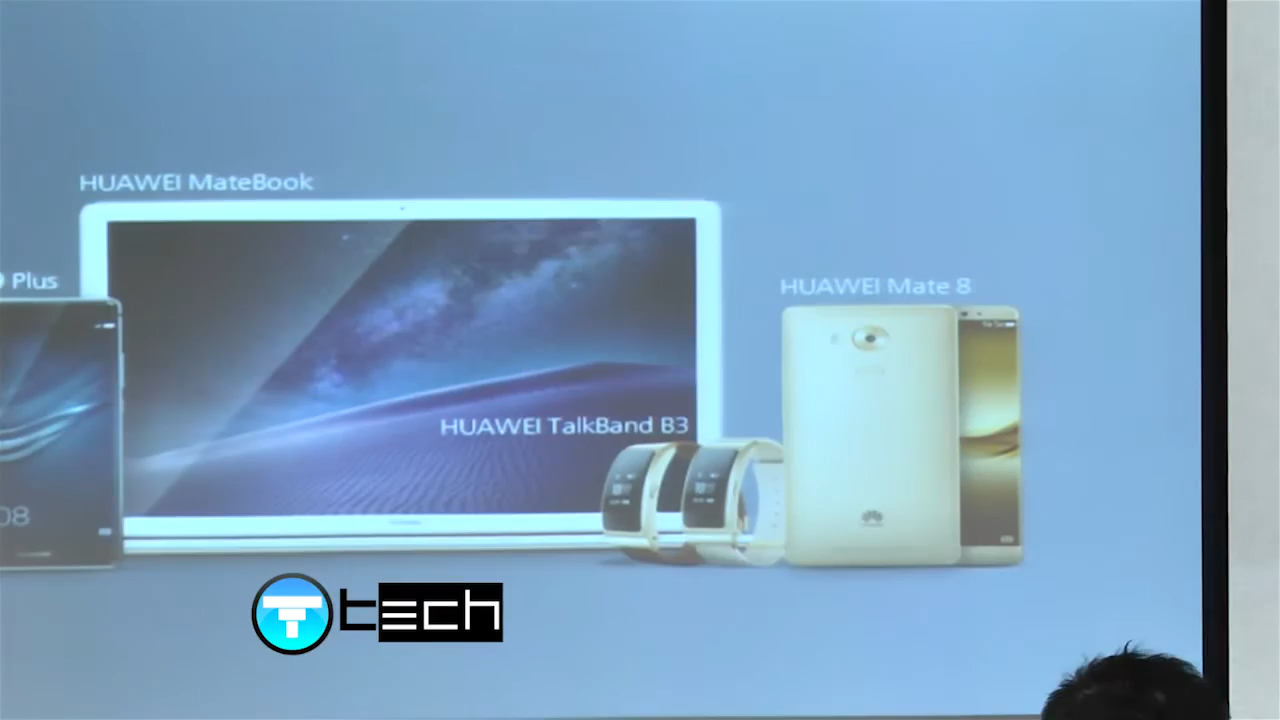 HUAWEI MateBook
Plus
HUAWEI Mate 8
HUAWEI TalkBand B3
08
tech